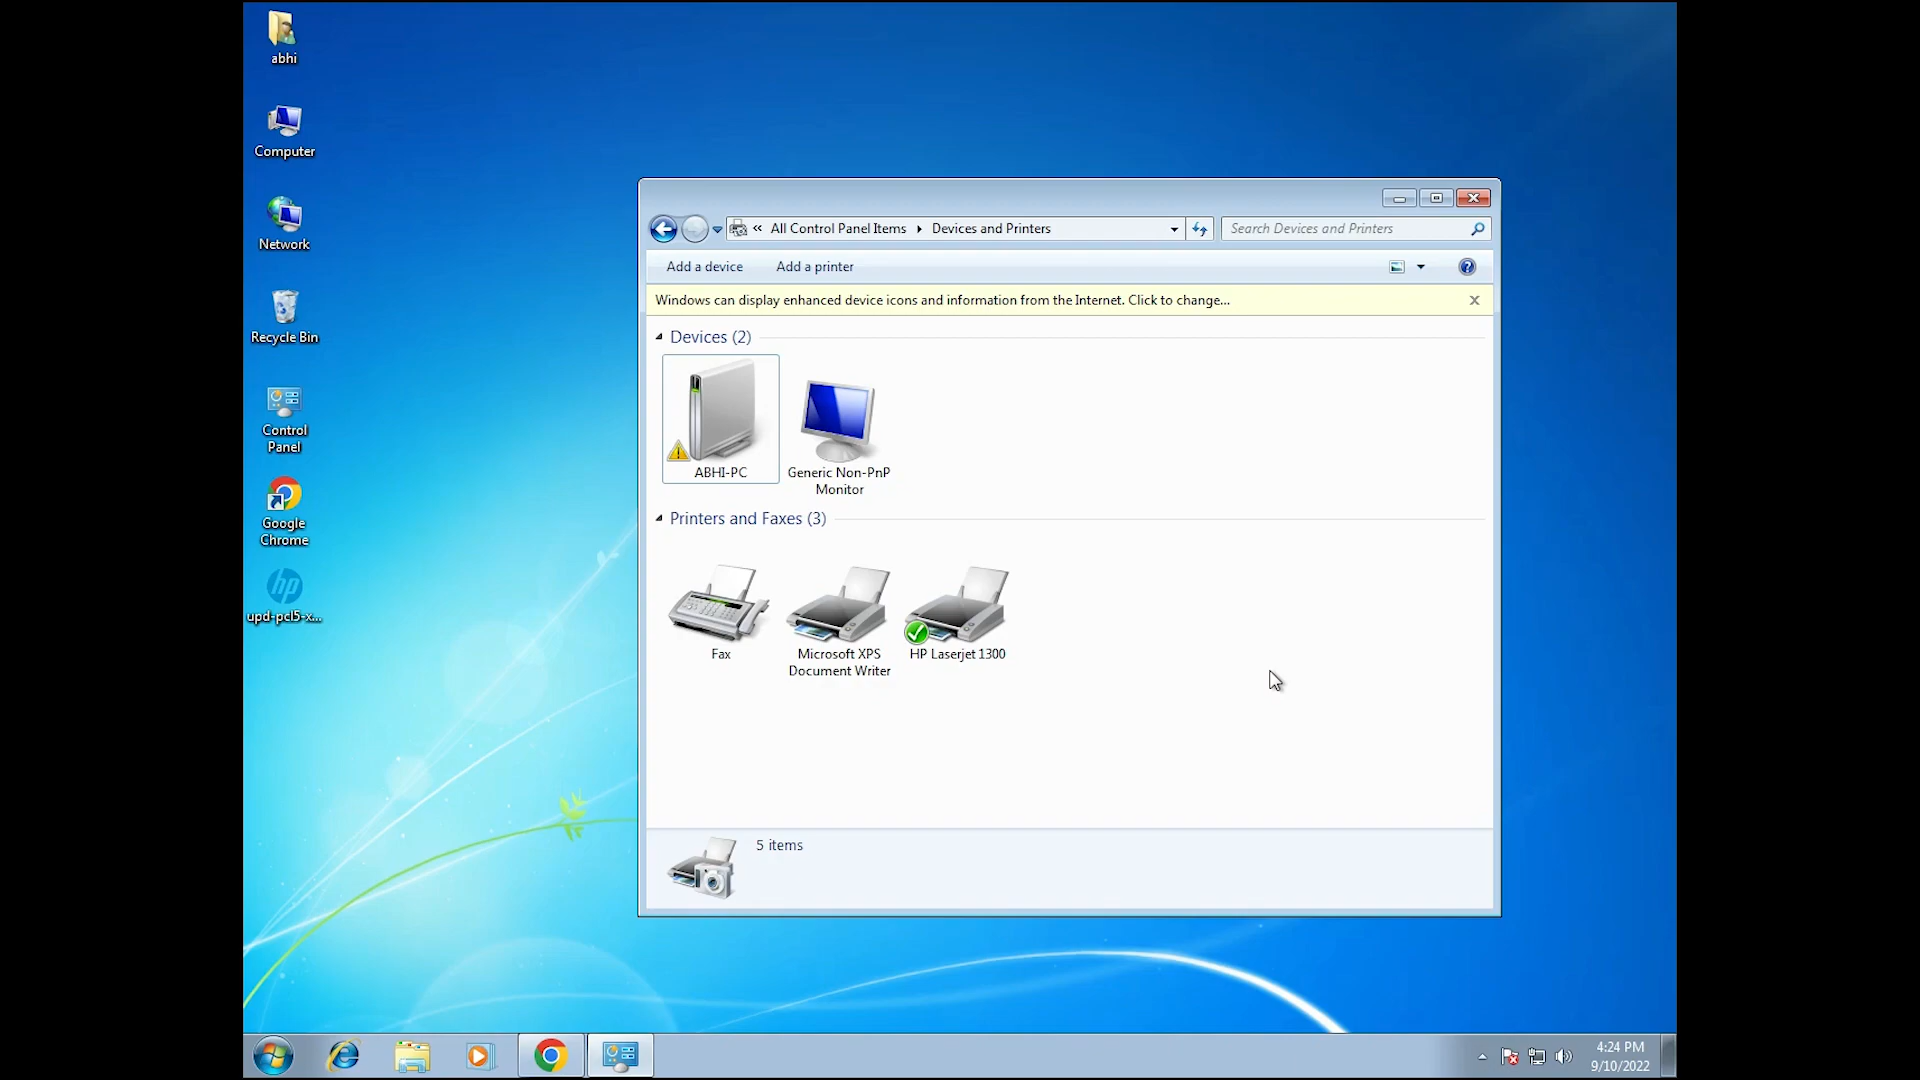 abhi
Computer
Network
Recycle Bin
Control
Panel
Google
Chrome
hp
upd-pcl5-x...
« All Control Panel Items Devices and Printers
Search Devices and Printers
Add a device Add a printer
Windows can display enhanced device icons and information from the Internet. Click to change...
Devices (2)
ABHI-PC
Generic Non-PnP
Monitor
Printers and Faxes (3)
Fax
Microsoft XPS
Document Writer
HP Laserjet 1300
5 items
4:24 PM
9/10/2022